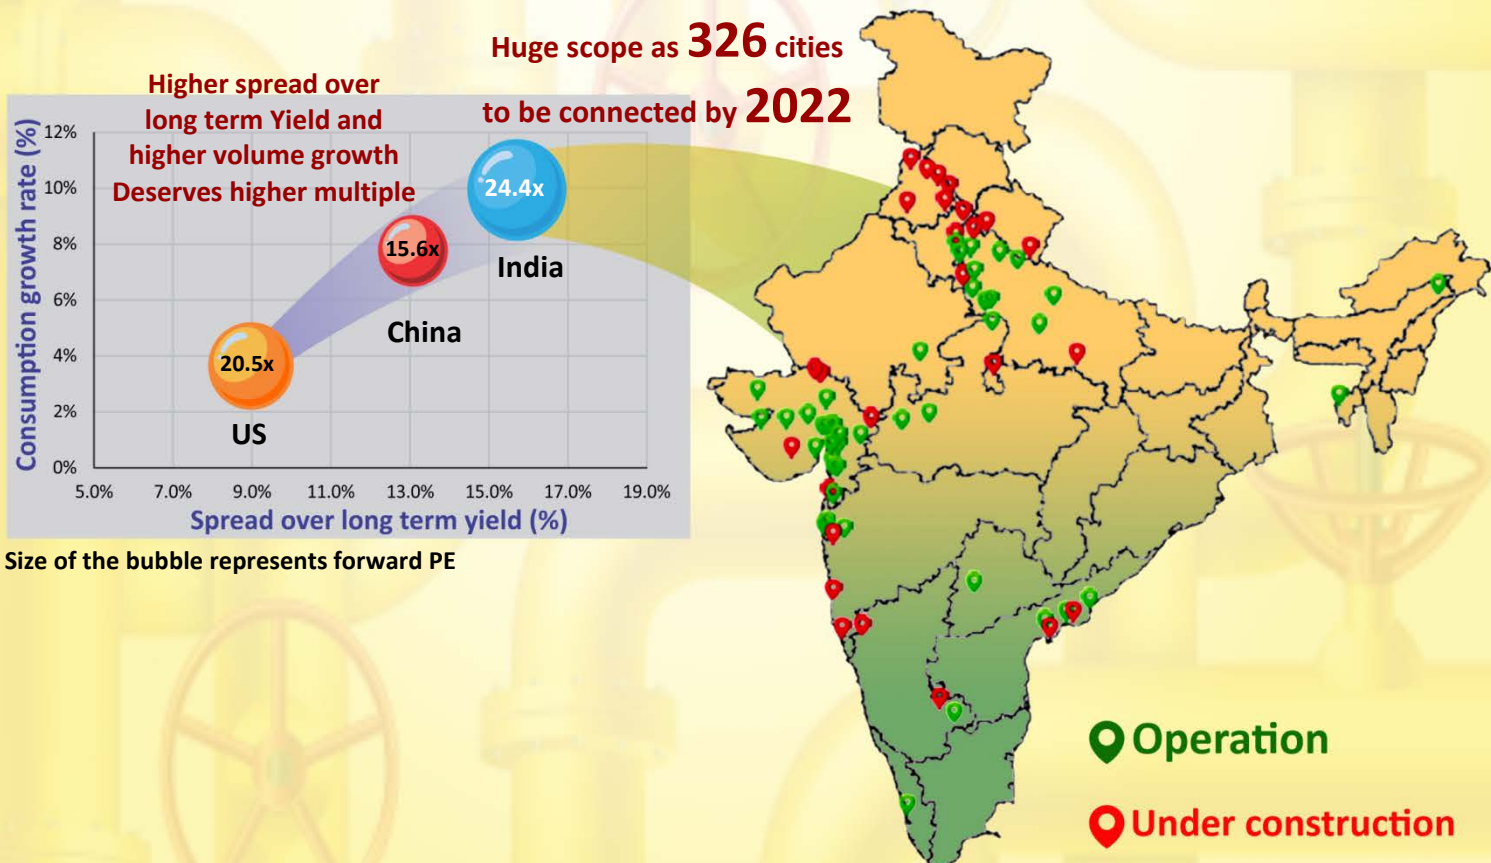 Huge scope as 326 cities
to be connected by 2022
Higher spread over
long term Yield and
higher volume growth
Deserves higher multiple
Consumption growth rate (%)
12%
10%
8%
6%
4%
2%
0%
24.4x
India
15.6x
China
20.5x
US
5.0% 7.0% 9.0% 11.0% 13.0% 15.0% 17.0% 19.0%
Spread over long term yield (%)
Size of the bubble represents forward PE
Operation
Under construction